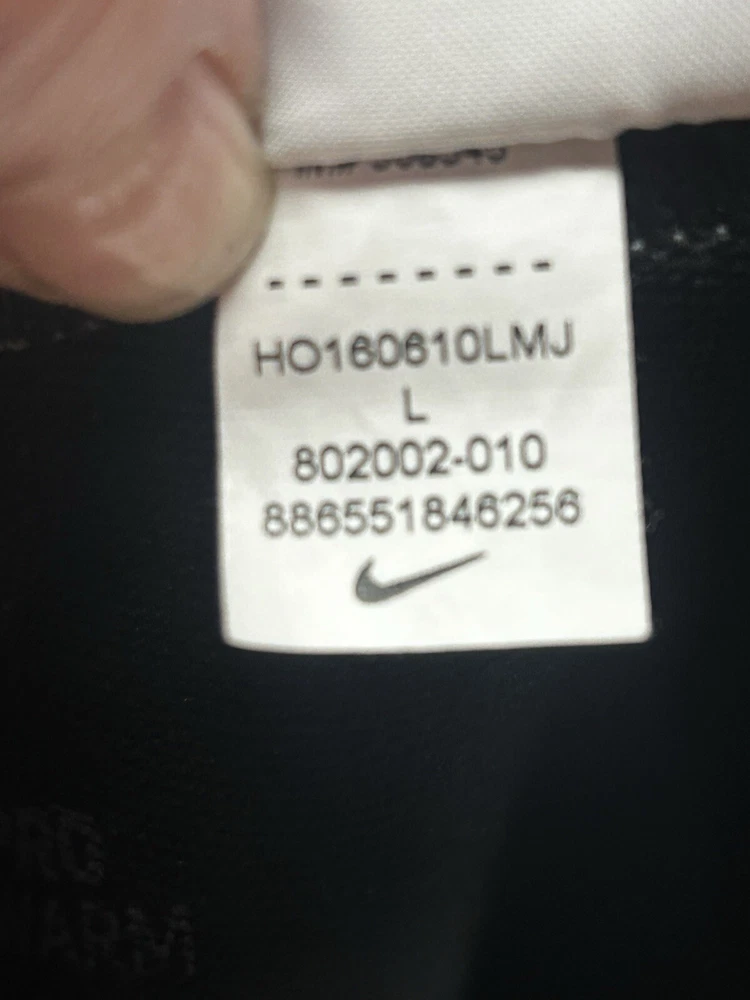 - - - - - - - - -
HO160610LMJ
L
802002-010
886551846256